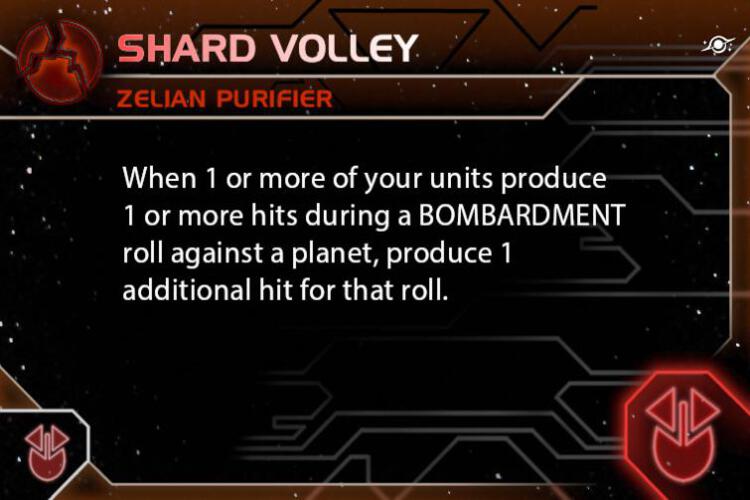 SHARD VOLLEY
ZELIAN PURIFIER
When 1 or more of your units produce
1 or more hits during a BOMBARDMENT
roll against a planet, produce 1
additional hit for that roll.